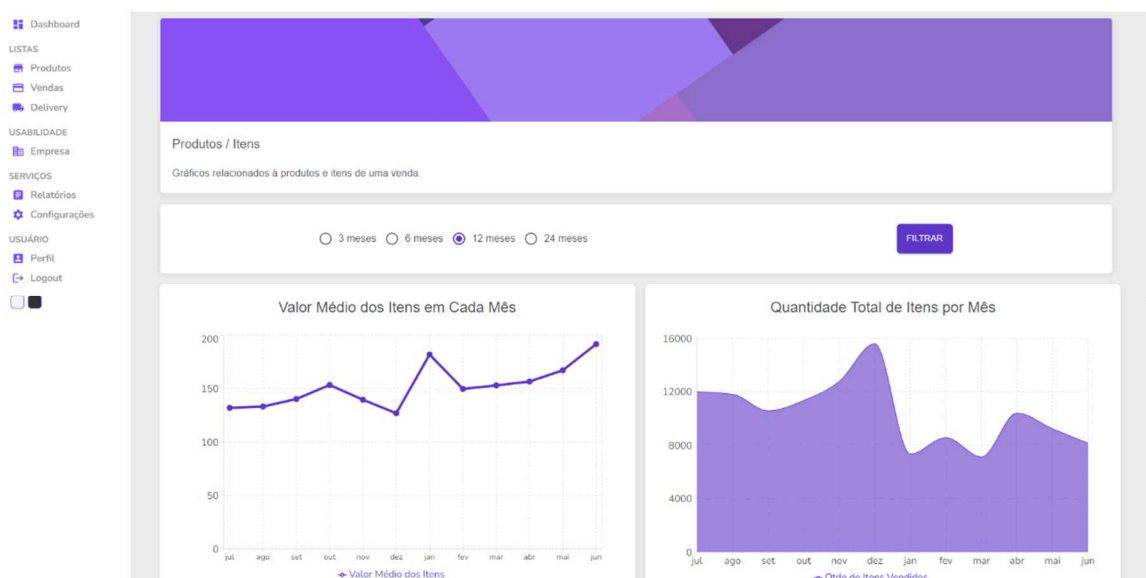 Dashboard
LISTAS
Produtos
Vendas
Delivery
USABILIDADE
Empresa
SERVIÇOS
Relatórios
Configurações
USUÁRIO
Perfil
Logout
Produtos / Itens
Gráficos relacionados à produtos e itens de uma venda.
3 meses 6 meses 12 meses 24 meses
FILTRAR
Valor Médio dos Itens em Cada Mês
200
150
100
50
0
jul ago set out nov dez jan fev mar abr mai jun
Valor Médio dos Itens
Quantidade Total de Itens por Mês
16000
12000
8000
4000
0
jul ago set out nov dez jan fev mar abr mai jun
Qtde de Itens Vendidos